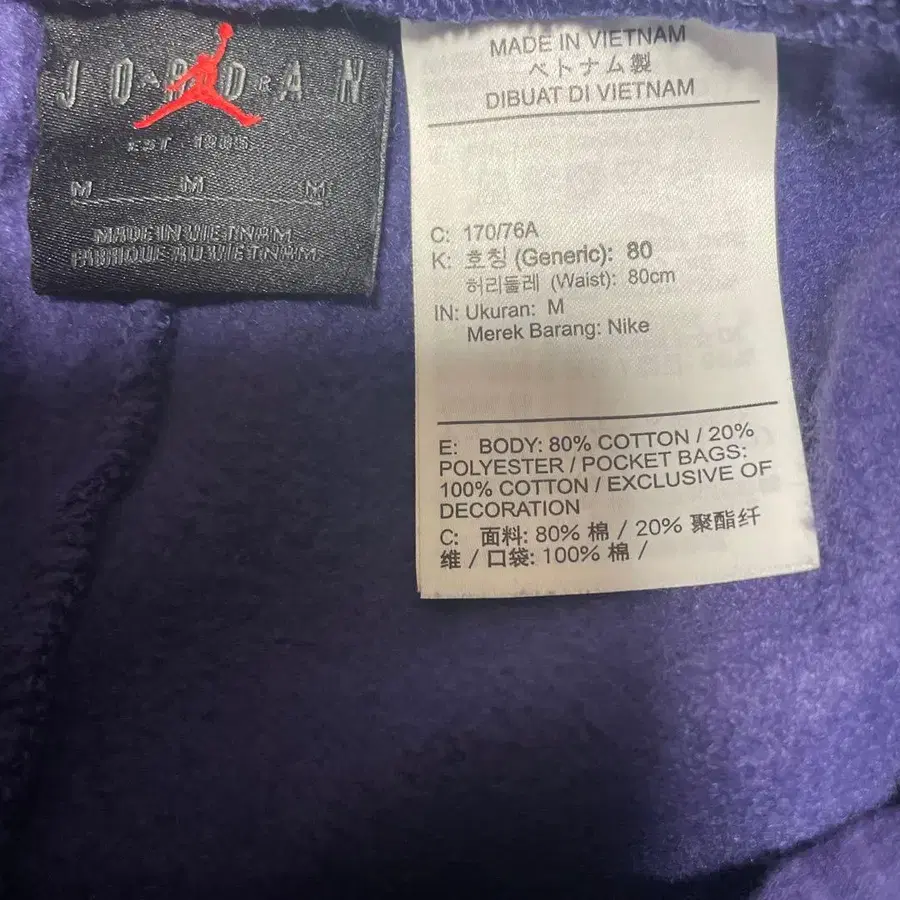 JORDAN
EST. 1985
M M M
MADE IN VIETNAM
FABRIQUE AU VIETNAM
MADE IN VIETNAM
ベトナム製
DIBUAT DI VIETNAM
C: 170/76A
K: 호칭 (Generic): 80
허리둘레 (Waist): 80cm
IN: Ukuran: M
Merek Barang: Nike
E: BODY: 80% COTTON / 20%
POLYESTER / POCKET BAGS:
100% COTTON / EXCLUSIVE OF
DECORATION
C: 面料: 80% 棉 / 20% 聚酯纤
维 / 口袋: 100% 棉 /